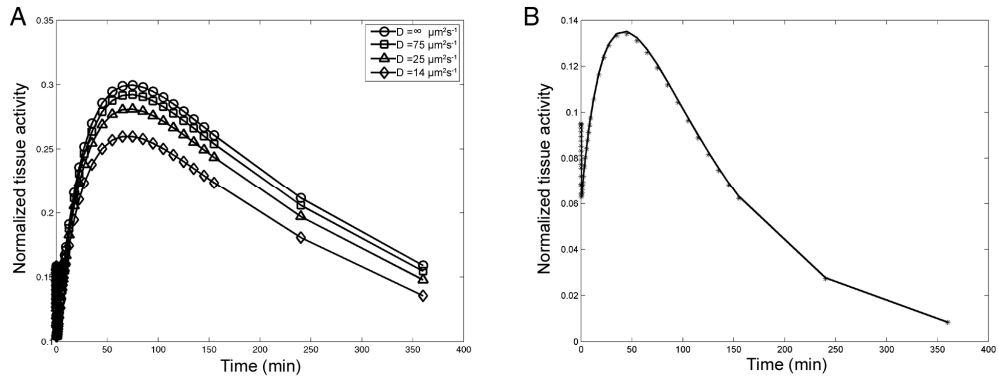 A
Normalized tissue activity
0.35
0.3
0.25
0.2
0.15
0.1
0 50 100 150 200 250 300 350 400
Time (min)
D =∞ µm²s⁻¹
D =75 µm²s⁻¹
D =25 µm²s⁻¹
D =14 µm²s⁻¹
B
Normalized tissue activity
0.14
0.12
0.1
0.08
0.06
0.04
0.02
0
0 50 100 150 200 250 300 350 400
Time (min)